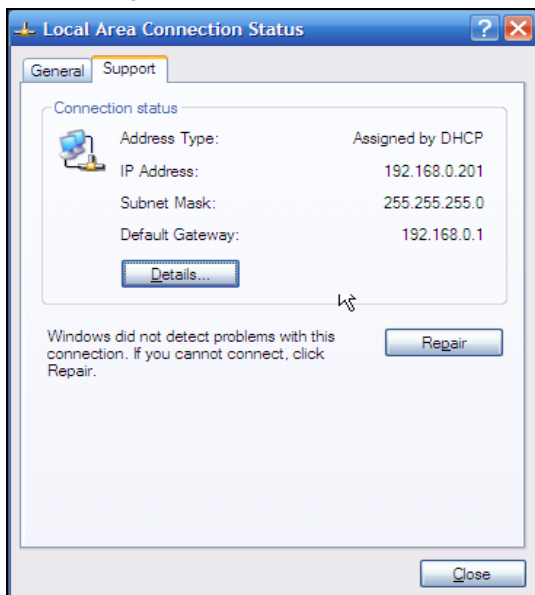 Local Area Connection Status
General Support
Connection status
Address Type: Assigned by DHCP
IP Address: 192.168.0.201
Subnet Mask: 255.255.255.0
Default Gateway: 192.168.0.1
Details...
Windows did not detect problems with this
connection. If you cannot connect, click
Repair.
Repair
Close